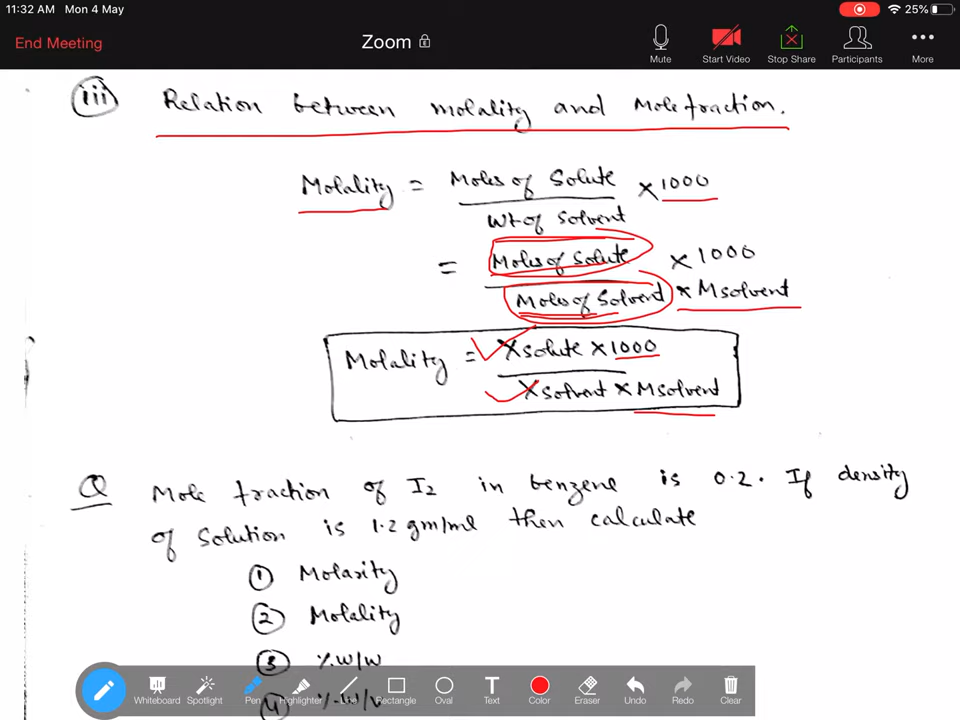 11:32 AM Mon 4 May
25%
End Meeting
Zoom
Mute
Start Video
Stop Share
Participants
More
iii Relation between molality and Mole fraction.
Molality = Moles of Solute × 1000
Wt of Solvent
= Moles of Solute × 1000
Moles of Solvent × Msolvent
Molality = Xsolute × 1000
Xsolvent × Msolvent
Q Mole fraction of I2 in benzene is 0.2. If density
of Solution is 1.2 gm/ml then calculate
① Molarity
② Molality
③ %W/W
④ %W/V
Whiteboard
Spotlight
Pen
Highlighter
Line
Rectangle
Oval
Text
Color
Eraser
Undo
Redo
Clear